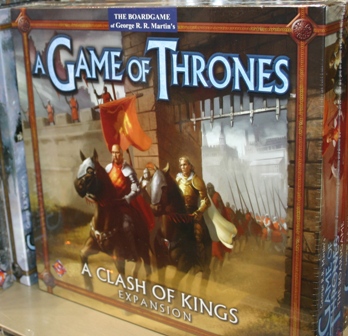 THE BOARDGAME
of George R. R. Martin's
A GAME OF THRONES
A CLASH OF KINGS
EXPANSION